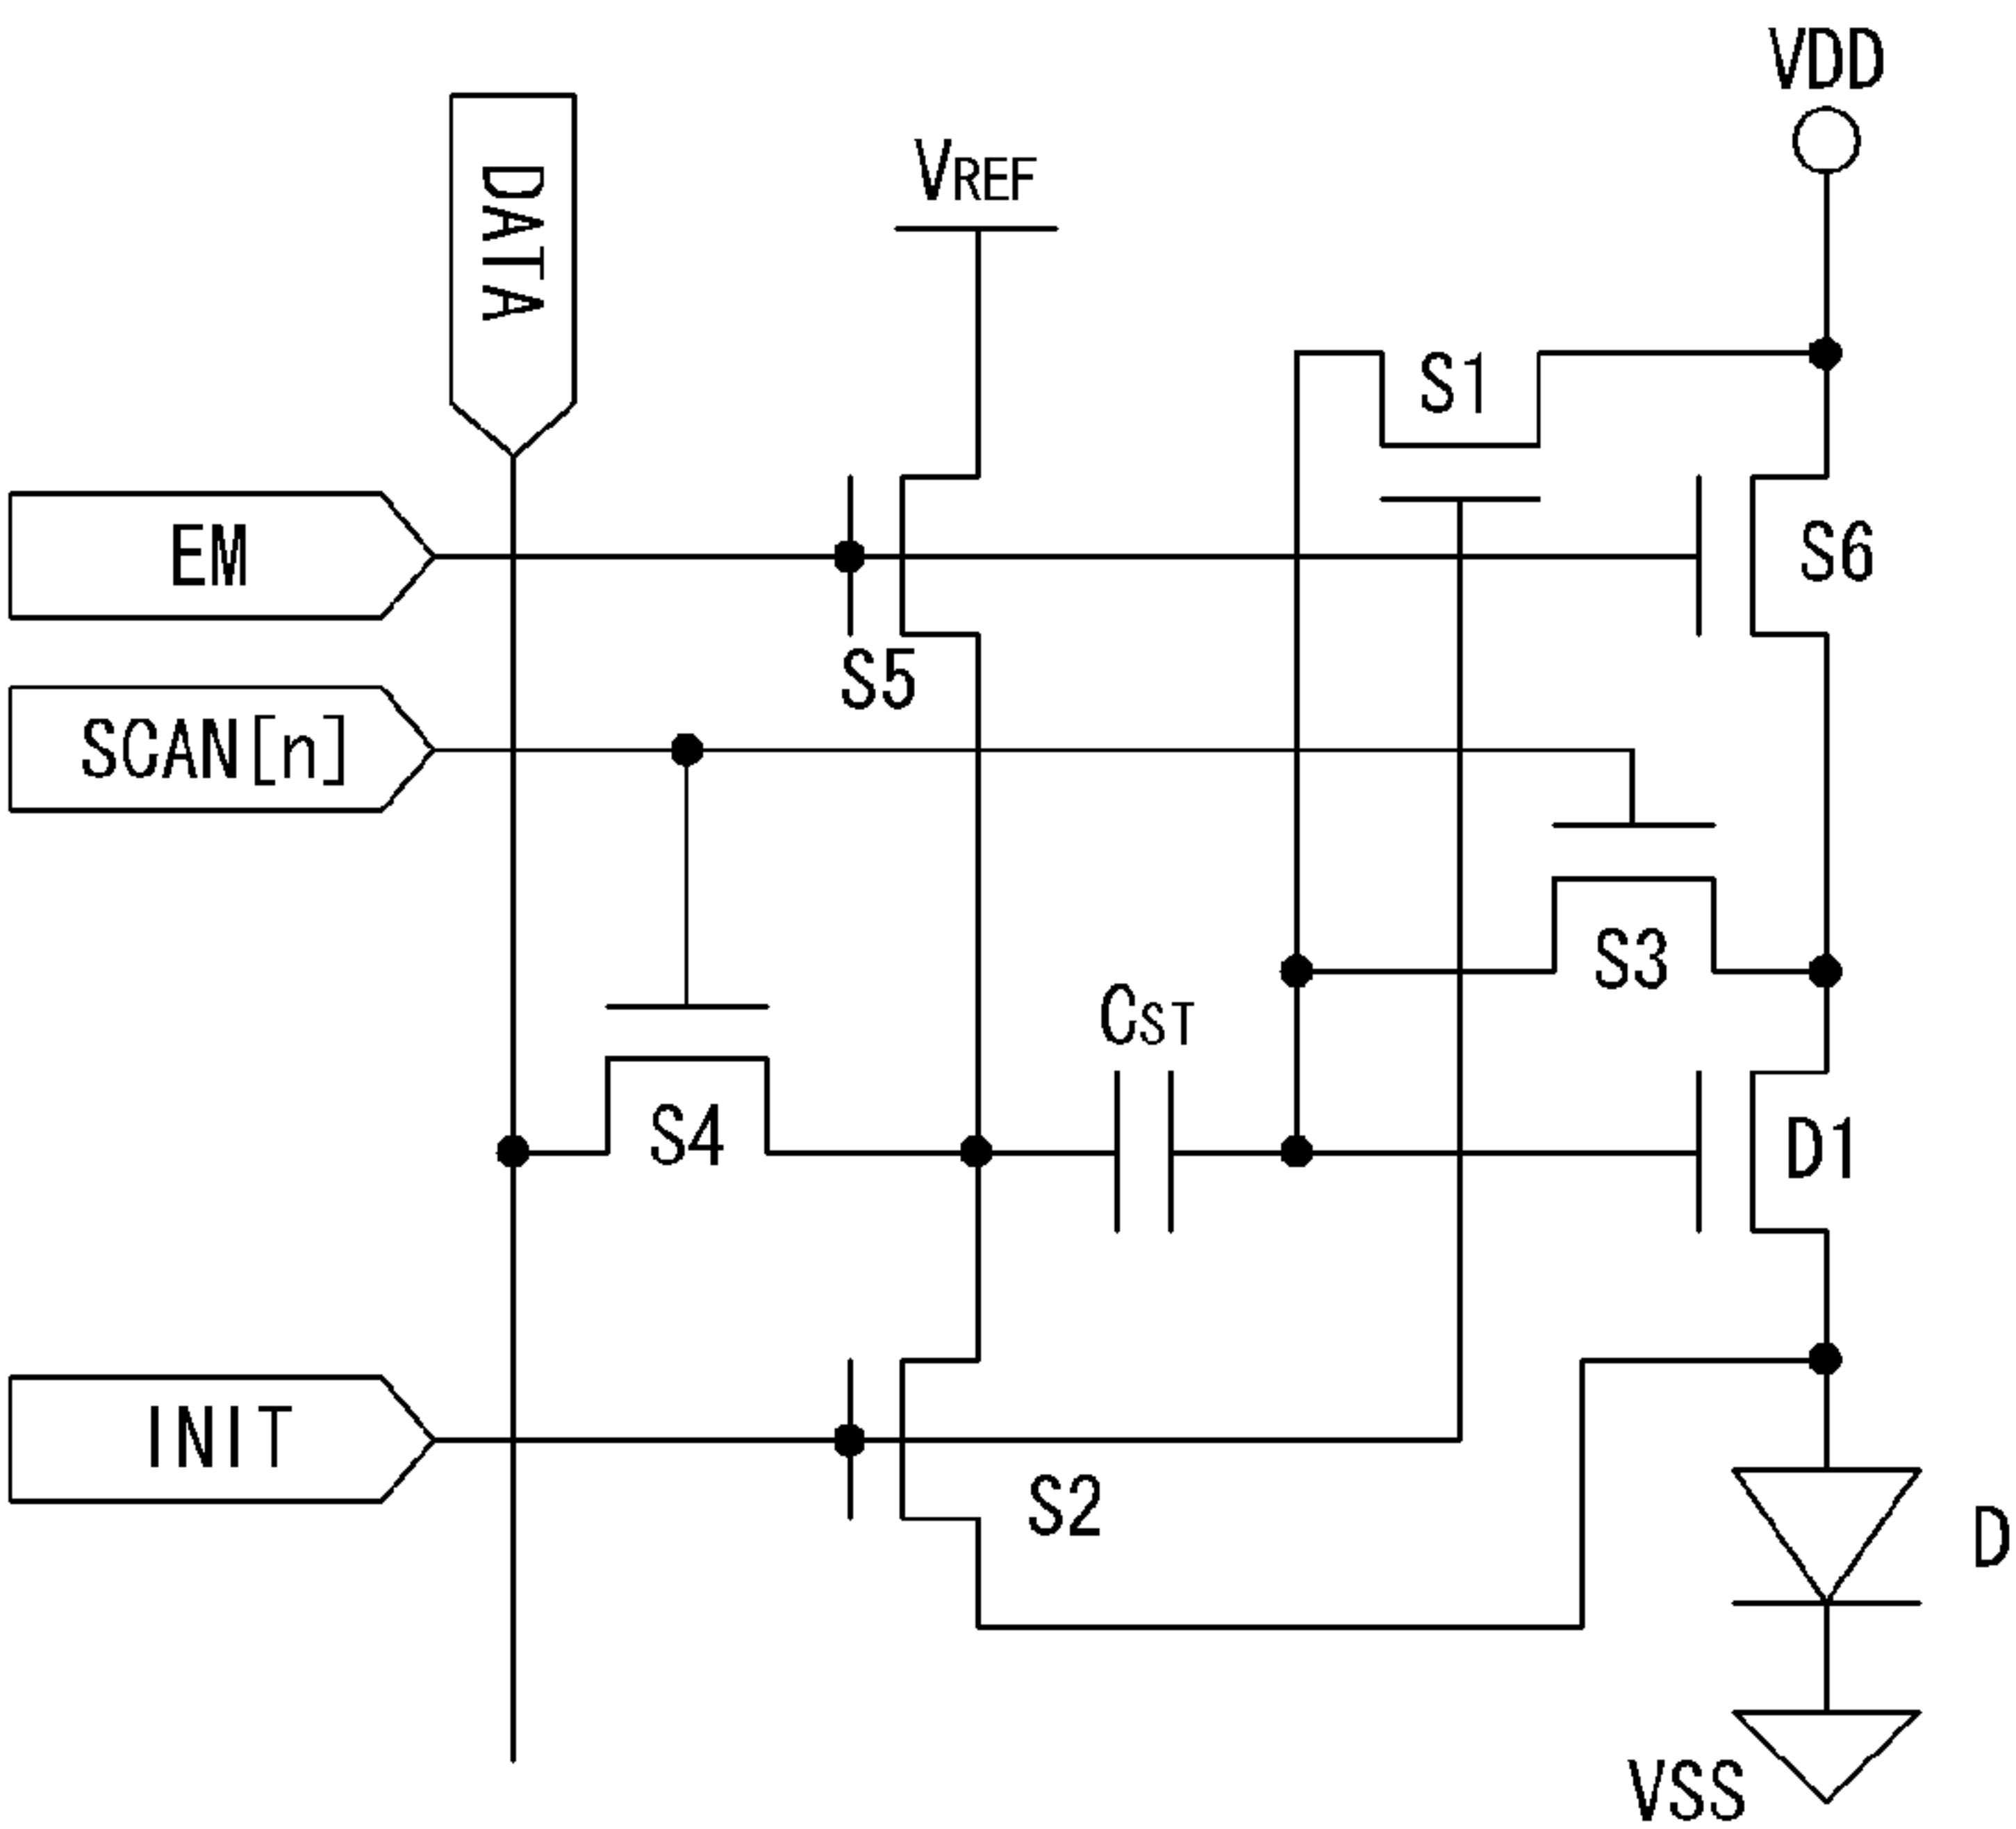 VDD
DATA
VREF
S1
EM
S6
S5
SCAN[n]
S3
CST
S4
D1
INIT
S2
D
VSS